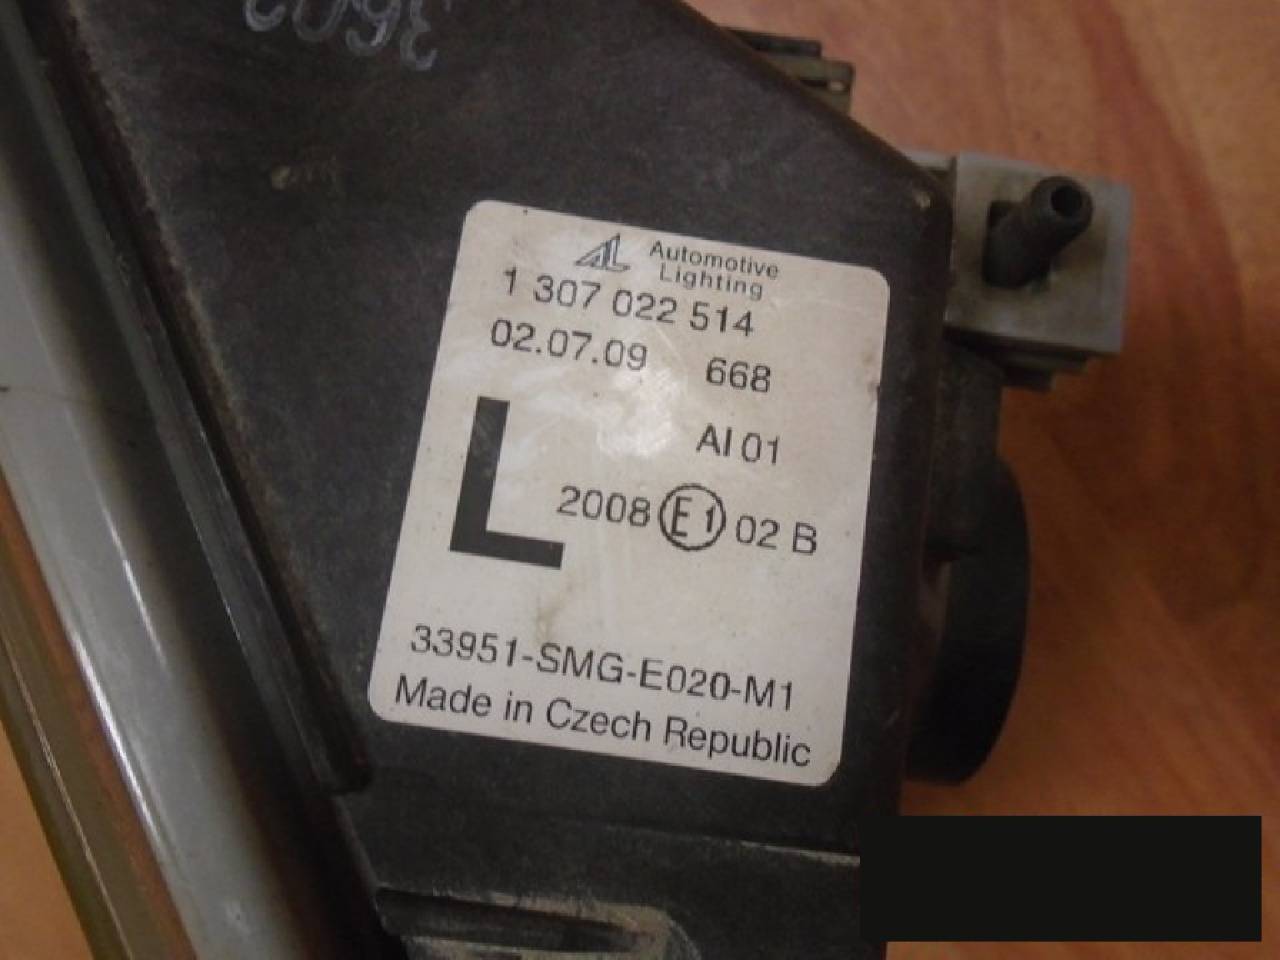 3602
Automotive
Lighting
1 307 022 514
02.07.09 668
AI 01
L
2008 E1 02 B
33951-SMG-E020-M1
Made in Czech Republic